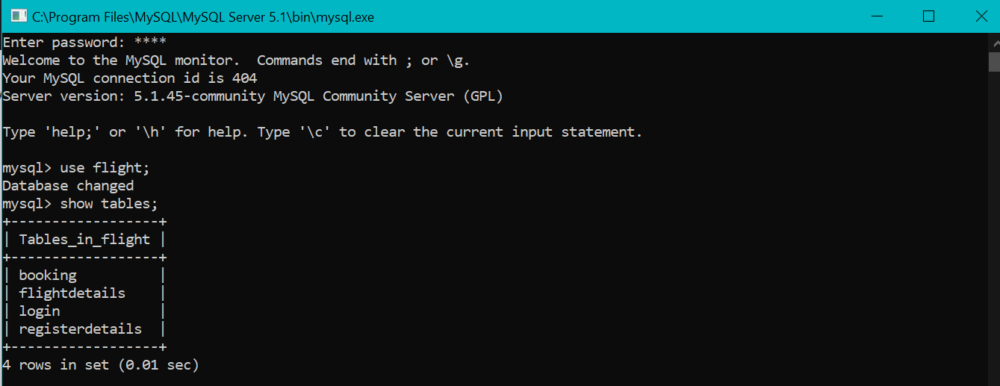 C:\Program Files\MySQL\MySQL Server 5.1\bin\mysql.exe
Enter password: ****
Welcome to the MySQL monitor.  Commands end with ; or \g.
Your MySQL connection id is 404
Server version: 5.1.45-community MySQL Community Server (GPL)

Type 'help;' or '\h' for help. Type '\c' to clear the current input statement.

mysql> use flight;
Database changed
mysql> show tables;
+------------------+
| Tables_in_flight |
+------------------+
| booking          |
| flightdetails    |
| login            |
| registerdetails  |
+------------------+
4 rows in set (0.01 sec)